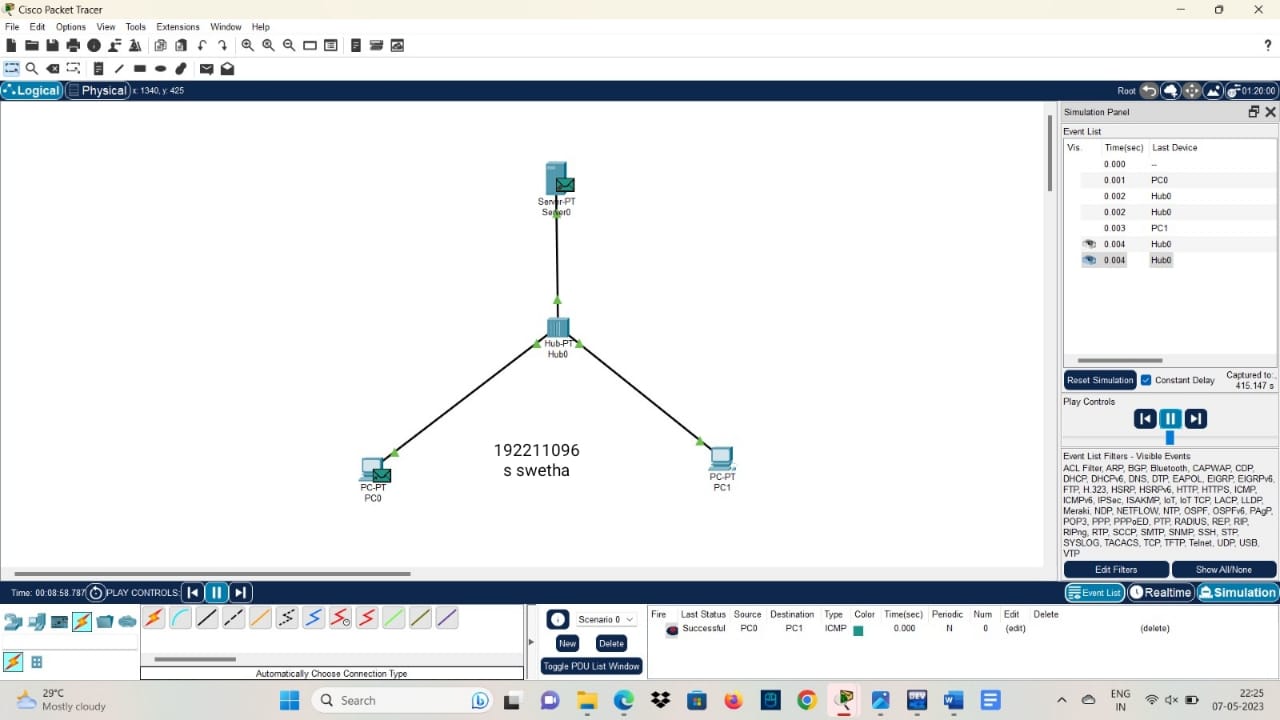 Cisco Packet Tracer
File Edit Options View Tools Extensions Window Help
?
Logical Physical x: 1340, y: 425 Root 01:20:00
Simulation Panel
Event List
Vis. Time(sec) Last Device
0.000 --
0.001 PC0
0.002 Hub0
0.002 Hub0
0.003 PC1
0.004 Hub0
0.004 Hub0
Reset Simulation Constant Delay Captured to:
415.147 s
Play Controls
Event List Filters - Visible Events
ACL Filter, ARP, BGP, Bluetooth, CAPWAP, CDP,
DHCP, DHCPv6, DNS, DTP, EAPOL, EIGRP, EIGRPv6,
FTP, H.323, HSRP, HSRPv6, HTTP, HTTPS, ICMP,
ICMPv6, IPSec, ISAKMP, IoT, IoT TCP, LACP, LLDP,
Meraki, NDP, NETFLOW, NTP, OSPF, OSPFv6, PAgP,
POP3, PPP, PPPoED, PTP, RADIUS, REP, RIP,
RIPng, RTP, SCCP, SMTP, SNMP, SSH, STP,
SYSLOG, TACACS, TCP, TFTP, Telnet, UDP, USB,
VTP
Edit Filters Show All/None
Event List Realtime Simulation
Server-PT
Server0
Hub-PT
Hub0
PC-PT
PC0
PC-PT
PC1
192211096
s swetha
Time: 00:08:58.787 PLAY CONTROLS:
Automatically Choose Connection Type
Scenario 0
New Delete
Toggle PDU List Window
Fire Last Status Source Destination Type Color Time(sec) Periodic Num Edit Delete
Successful PC0 PC1 ICMP 0.000 N 0 (edit) (delete)
29°C
Mostly cloudy
Search
DEV
ENG
IN
22:25
07-05-2023